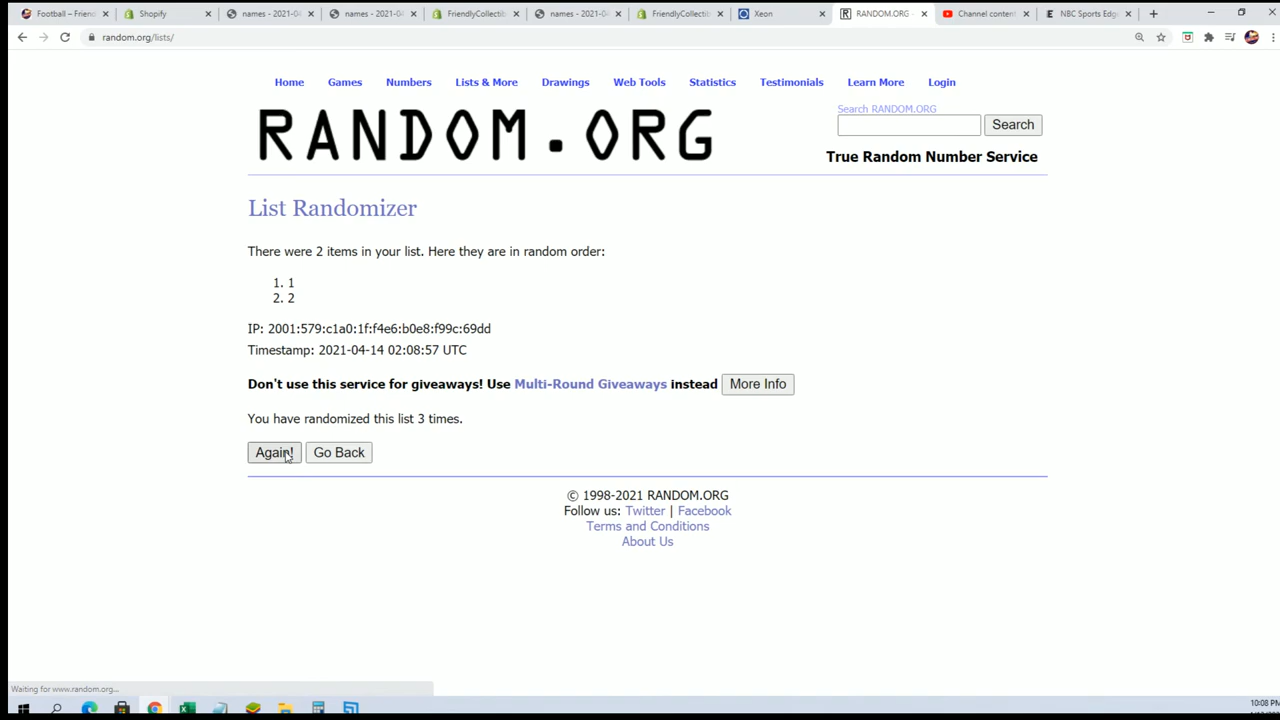 Football – Frien
Shopify
names - 2021-04
names - 2021-04
FriendlyCollectib
names - 2021-04
FriendlyCollectib
Xeon
RANDOM.ORG -
Channel content
NBC Sports Edge
random.org/lists/
Home Games Numbers Lists & More Drawings Web Tools Statistics Testimonials Learn More Login
RANDOM.ORG
Search RANDOM.ORG
Search
True Random Number Service
List Randomizer
There were 2 items in your list. Here they are in random order:
1. 1
2. 2
IP: 2001:579:c1a0:1f:f4e6:b0e8:f99c:69dd
Timestamp: 2021-04-14 02:08:57 UTC
Don't use this service for giveaways! Use Multi-Round Giveaways instead More Info
You have randomized this list 3 times.
Again! Go Back
© 1998-2021 RANDOM.ORG
Follow us: Twitter | Facebook
Terms and Conditions
About Us
Waiting for www.random.org...
10:08 PM